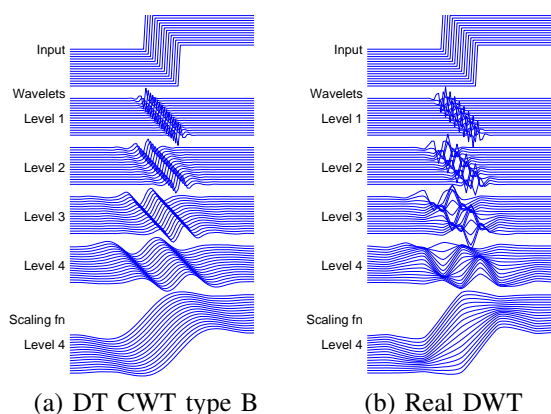 Input
Wavelets
Level 1
Level 2
Level 3
Level 4
Scaling fn
Level 4
(a) DT CWT type B
Input
Wavelets
Level 1
Level 2
Level 3
Level 4
Scaling fn
Level 4
(b) Real DWT